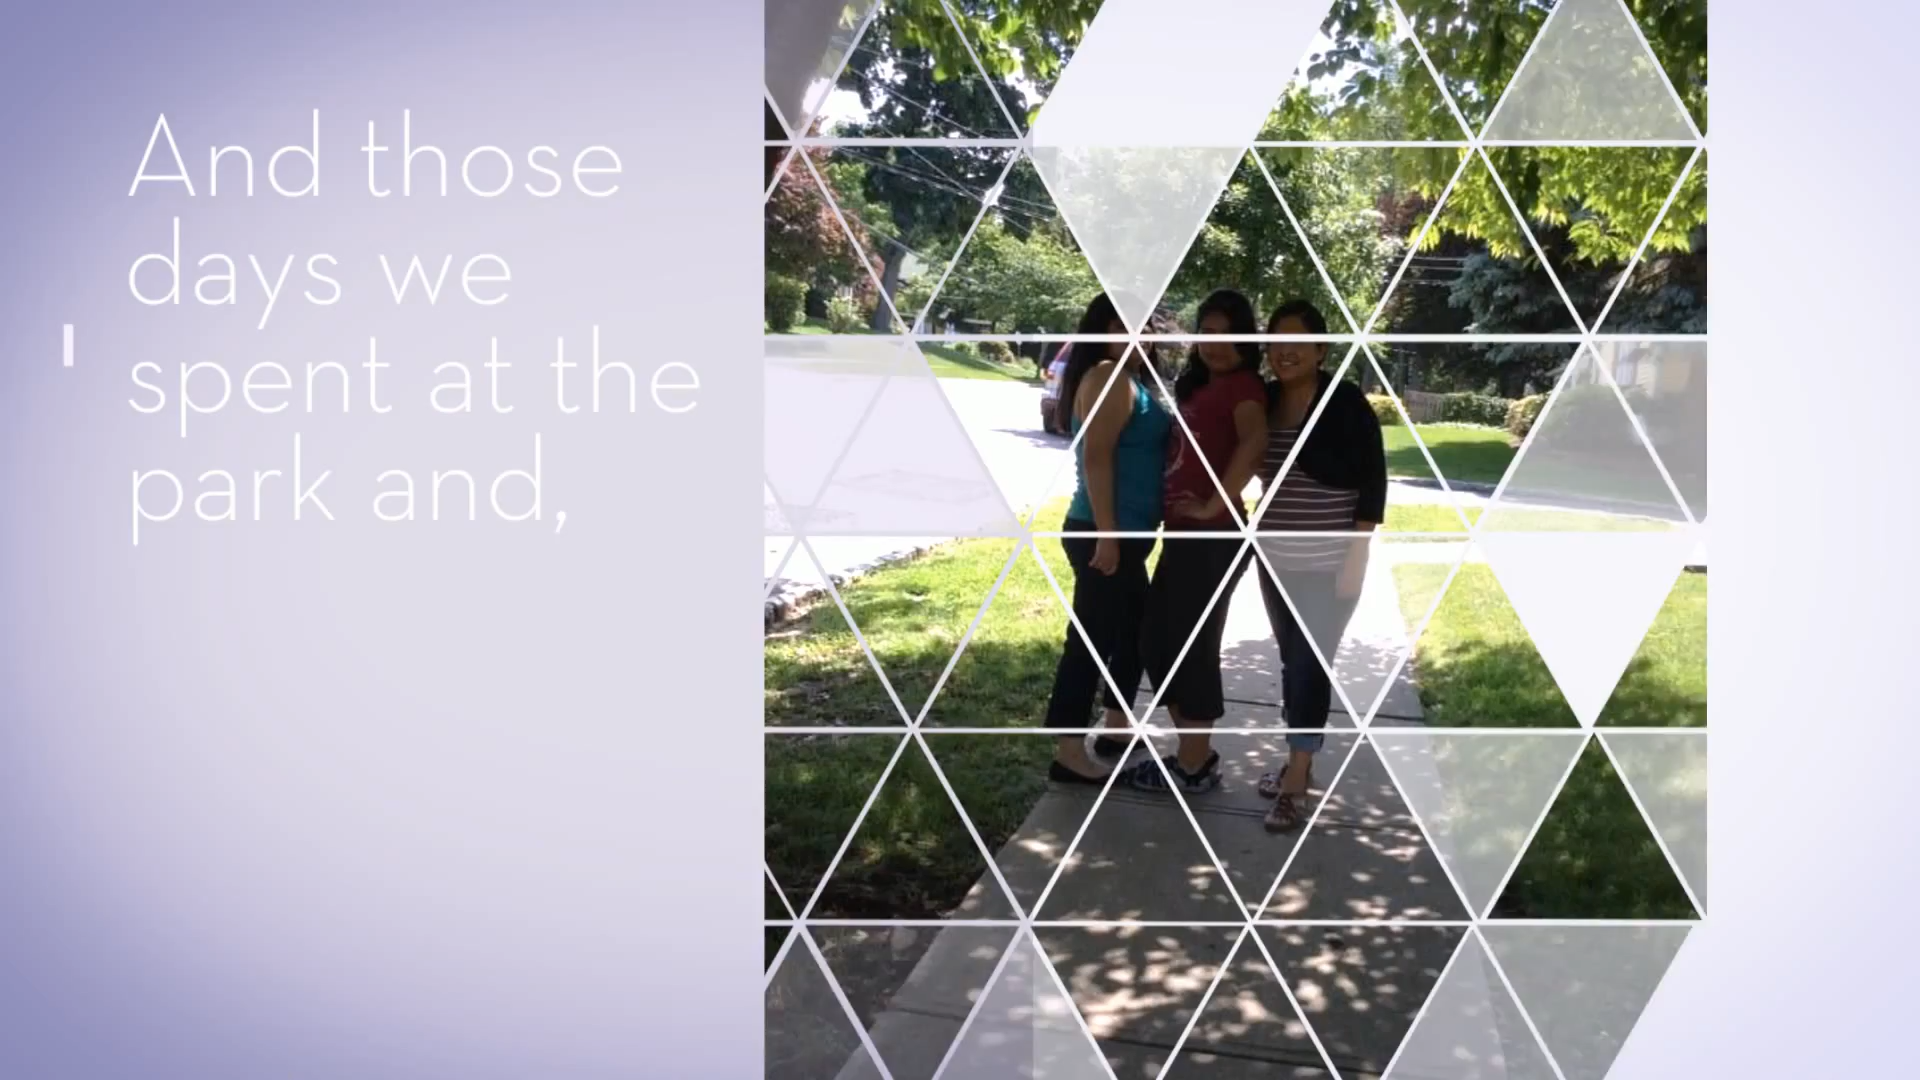 And those
days we
spent at the
park and,